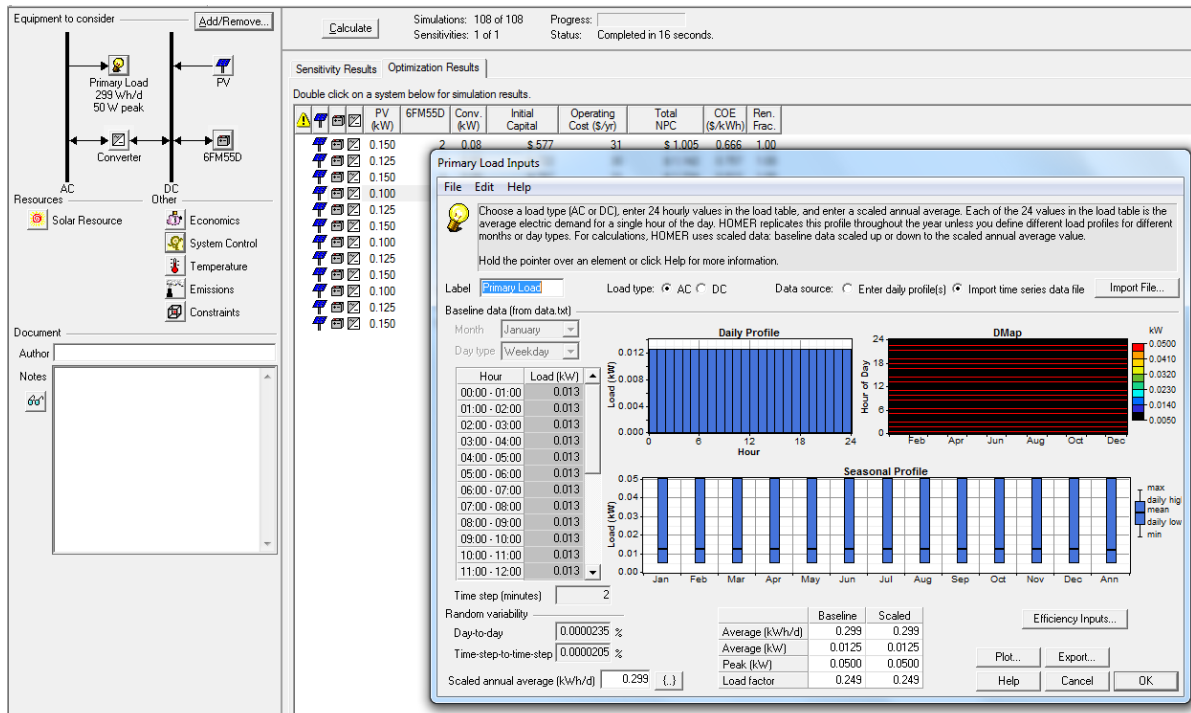 Equipment to consider
Add/Remove...
Calculate
Simulations: 108 of 108
Progress:
Sensitivities: 1 of 1
Status: Completed in 16 seconds.
Primary Load
299 Wh/d
50 W peak
PV
Converter
6FM55D
AC
DC
Resources
Other
Solar Resource
Economics
System Control
Temperature
Emissions
Constraints
Document
Author
Notes
Sensitivity Results
Optimization Results
Double click on a system below for simulation results.
PV (kW) 6FM55D Conv. (kW) Initial Capital Operating Cost ($/yr) Total NPC COE ($/kWh) Ren. Frac.
0.150 2 0.08 $ 577 31 $ 1.005 0.666 1.00
0.125
0.150
0.100
0.125
0.150
0.100
0.125
0.150
0.100
0.125
0.150
Primary Load Inputs
File Edit Help
Choose a load type (AC or DC), enter 24 hourly values in the load table, and enter a scaled annual average. Each of the 24 values in the load table is the
average electric demand for a single hour of the day. HOMER replicates this profile throughout the year unless you define different load profiles for different
months or day types. For calculations, HOMER uses scaled data: baseline data scaled up or down to the scaled annual average value.
Hold the pointer over an element or click Help for more information.
Label Primary Load Load type: AC DC Data source: Enter daily profile(s) Import time series data file Import File...
Baseline data (from data.txt)
Month January
Day type Weekday
Hour Load (kW)
00:00 - 01:00 0.013
01:00 - 02:00 0.013
02:00 - 03:00 0.013
03:00 - 04:00 0.013
04:00 - 05:00 0.013
05:00 - 06:00 0.013
06:00 - 07:00 0.013
07:00 - 08:00 0.013
08:00 - 09:00 0.013
09:00 - 10:00 0.013
10:00 - 11:00 0.013
11:00 - 12:00 0.013
Daily Profile
Load (kW)
0.012
0.008
0.004
0.000
0 6 12 18 24
Hour
DMap
Hour of Day
24
18
12
6
0
Feb Apr Jun Aug Oct Dec
kW
0.0500
0.0410
0.0320
0.0230
0.0140
0.0050
Seasonal Profile
Load (kW)
0.05
0.04
0.03
0.02
0.01
0.00
Jan Feb Mar Apr May Jun Jul Aug Sep Oct Nov Dec Ann
max
daily hig
mean
daily low
min
Time step (minutes) 2
Random variability
Day-to-day 0.0000235 %
Time-step-to-time-step 0.0000205 %
Scaled annual average (kWh/d) 0.299 {..}
Baseline Scaled
Average (kWh/d) 0.299 0.299
Average (kW) 0.0125 0.0125
Peak (kW) 0.0500 0.0500
Load factor 0.249 0.249
Efficiency Inputs...
Plot... Export...
Help Cancel OK